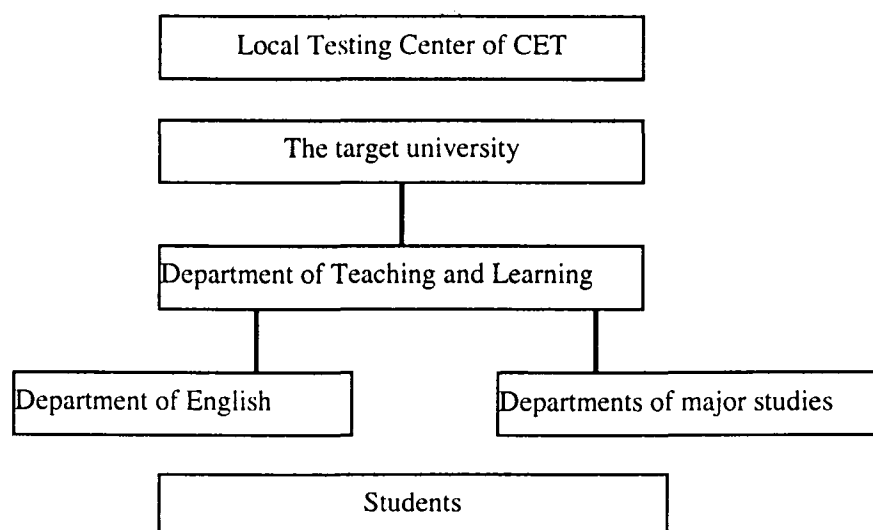 Local Testing Center of CET
The target university
Department of Teaching and Learning
Department of English
Departments of major studies
Students